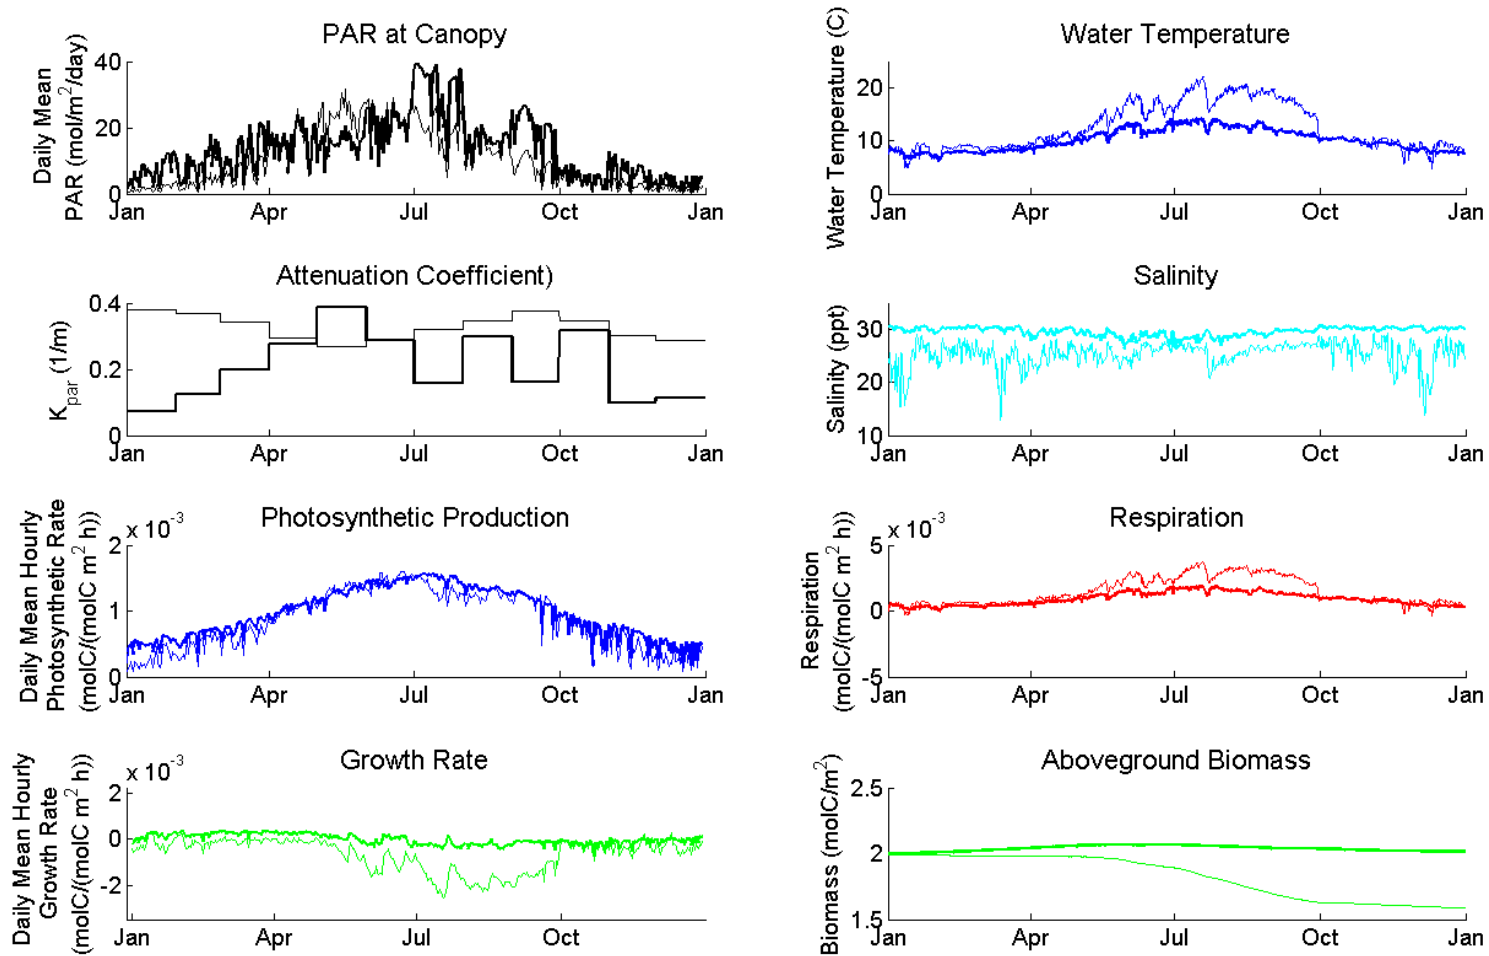 PAR at Canopy
Daily Mean
PAR (mol/m²/day)
40
20
0
Jan Apr Jul Oct Jan
Water Temperature
Water Temperature (C)
20
10
0
Jan Apr Jul Oct Jan
Attenuation Coefficient)
K_par (1/m)
0.4
0.2
0
Jan Apr Jul Oct Jan
Salinity
Salinity (ppt)
30
20
10
Jan Apr Jul Oct Jan
Photosynthetic Production
Daily Mean Hourly
Photosynthetic Rate
(molC/(molC m² h))
x 10⁻³
2
1
0
Jan Apr Jul Oct Jan
Respiration
Respiration
(molC/(molC m² h))
x 10⁻³
5
0
-5
Jan Apr Jul Oct Jan
Growth Rate
Daily Mean Hourly
Growth Rate
(molC/(molC m² h))
x 10⁻³
2
0
-2
Jan Apr Jul Oct
Aboveground Biomass
Biomass (molC/m²)
2.5
2
1.5
Jan Apr Jul Oct Jan